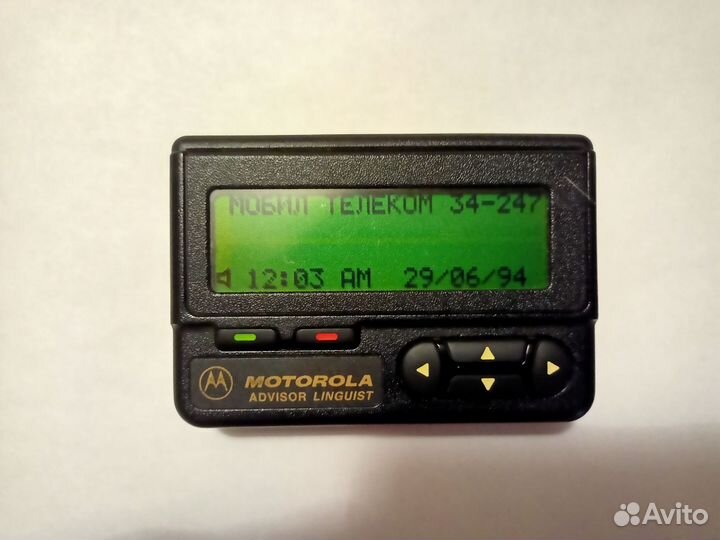 МОБИЛ ТЕЛЕКОМ 34-247
12:03 AM 29/06/94
MOTOROLA
ADVISOR LINGUIST
Avito